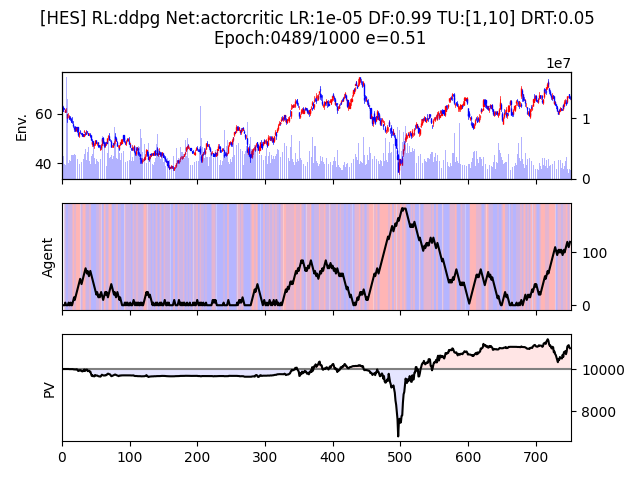 [HES] RL:ddpg Net:actorcritic LR:1e-05 DF:0.99 TU:[1,10] DRT:0.05
Epoch:0489/1000 e=0.51
1e7
Env.
60
40
1
0
Agent
100
0
PV
10000
8000
0
100
200
300
400
500
600
700